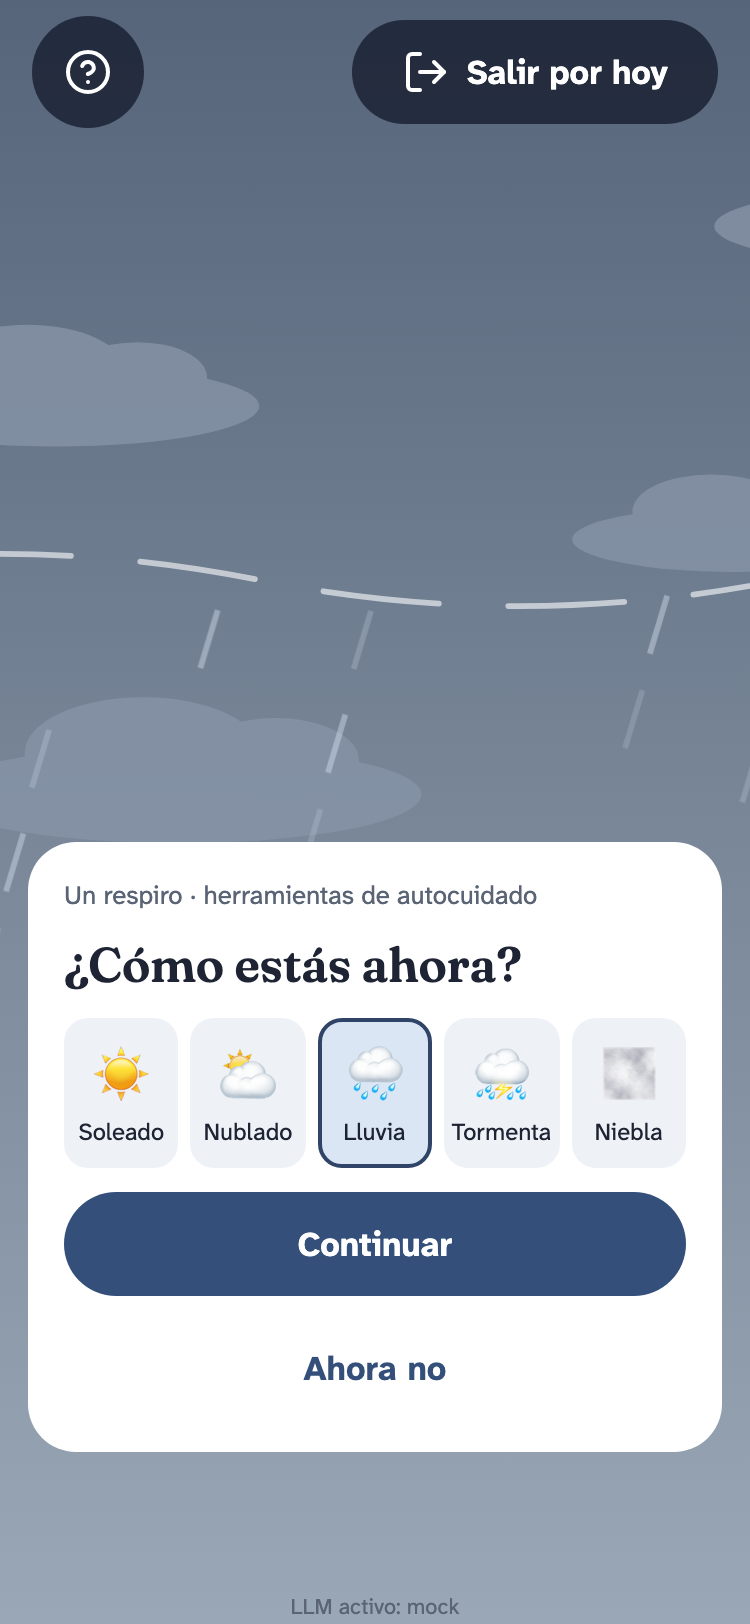 Salir por hoy
Un respiro · herramientas de autocuidado
¿Cómo estás ahora?
Soleado
Nublado
Lluvia
Tormenta
Niebla
Continuar
Ahora no
LLM activo: mock